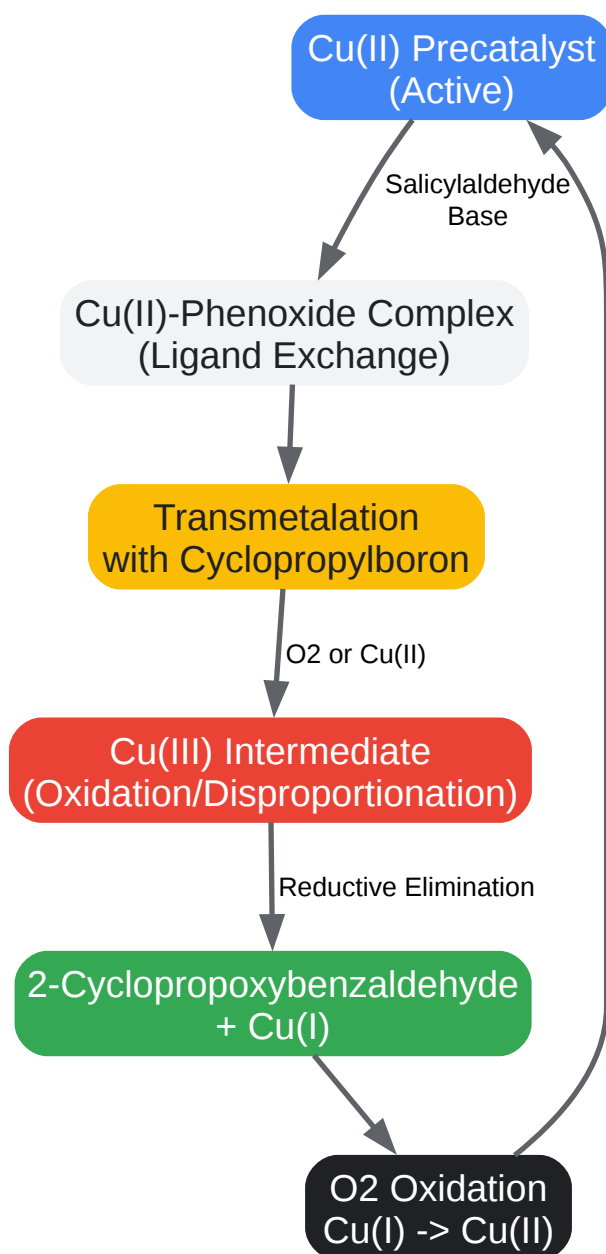 Cu(II) Precatalyst
(Active)
Salicylaldehyde
Base
Cu(II)-Phenoxide Complex
(Ligand Exchange)
Transmetalation
with Cyclopropylboron
O2 or Cu(II)
Cu(III) Intermediate
(Oxidation/Disproportionation)
Reductive Elimination
2-Cyclopropoxybenzaldehyde
+ Cu(I)
O2 Oxidation
Cu(I) -> Cu(II)